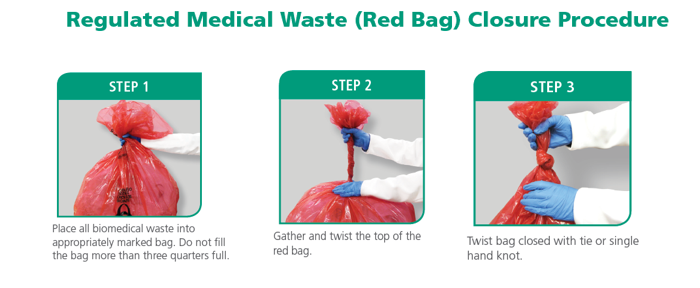 Regulated Medical Waste (Red Bag) Closure Procedure
STEP 1
Place all biomedical waste into
appropriately marked bag. Do not fill
the bag more than three quarters full.
STEP 2
Gather and twist the top of the
red bag.
STEP 3
Twist bag closed with tie or single
hand knot.